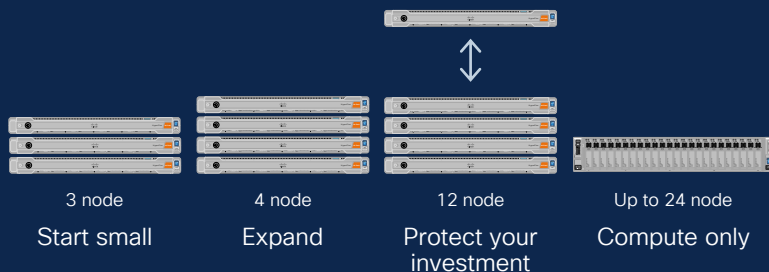 3 node
4 node
12 node
Up to 24 node
Start small
Expand
Protect your
investment
Compute only